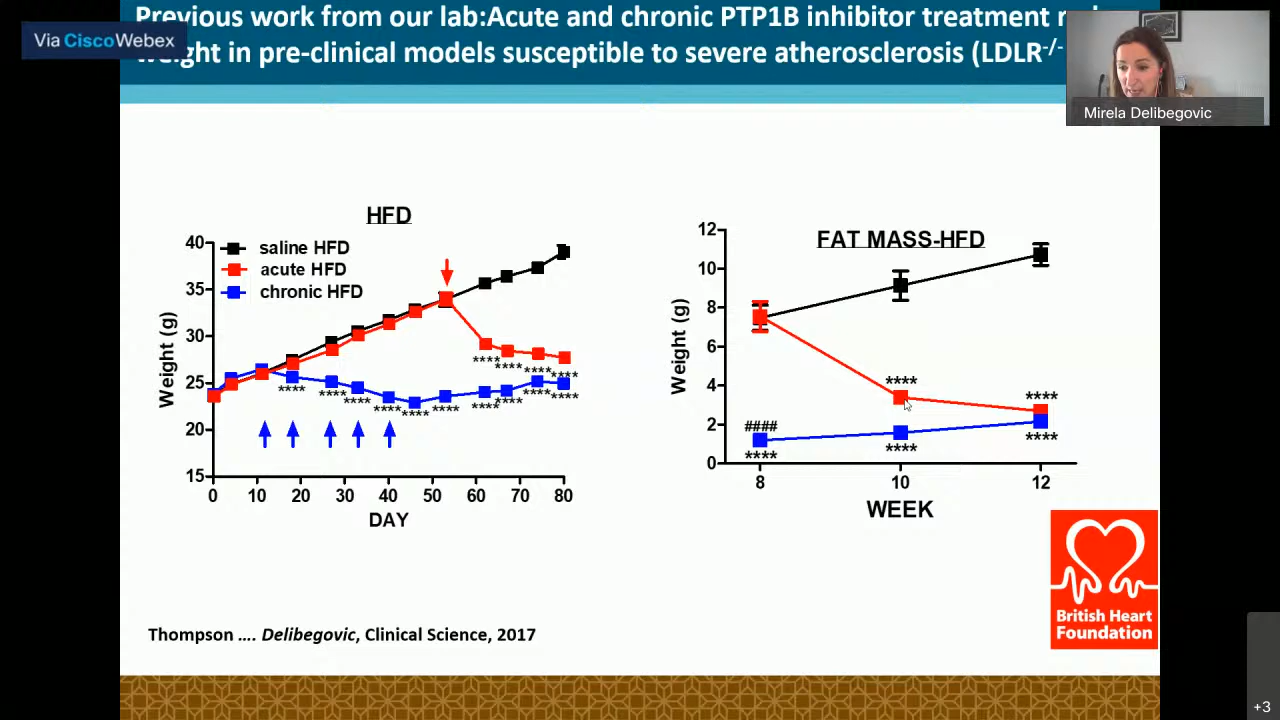 Previous work from our lab:Acute and chronic PTP1B inhibitor treatment
weight in pre-clinical models susceptible to severe atherosclerosis (LDLR-/-
Via CiscoWebex
Mirela Delibegovic
HFD
40
35
30
25
20
15
Weight (g)
saline HFD
acute HFD
chronic HFD
****
****
****
****
****
****
****
****
****
****
****
****
****
0 10 20 30 40 50 60 70 80
DAY
FAT MASS-HFD
12
10
8
6
4
2
0
Weight (g)
####
****
****
****
****
****
8 10 12
WEEK
British Heart
Foundation
Thompson .... Delibegovic, Clinical Science, 2017
+3